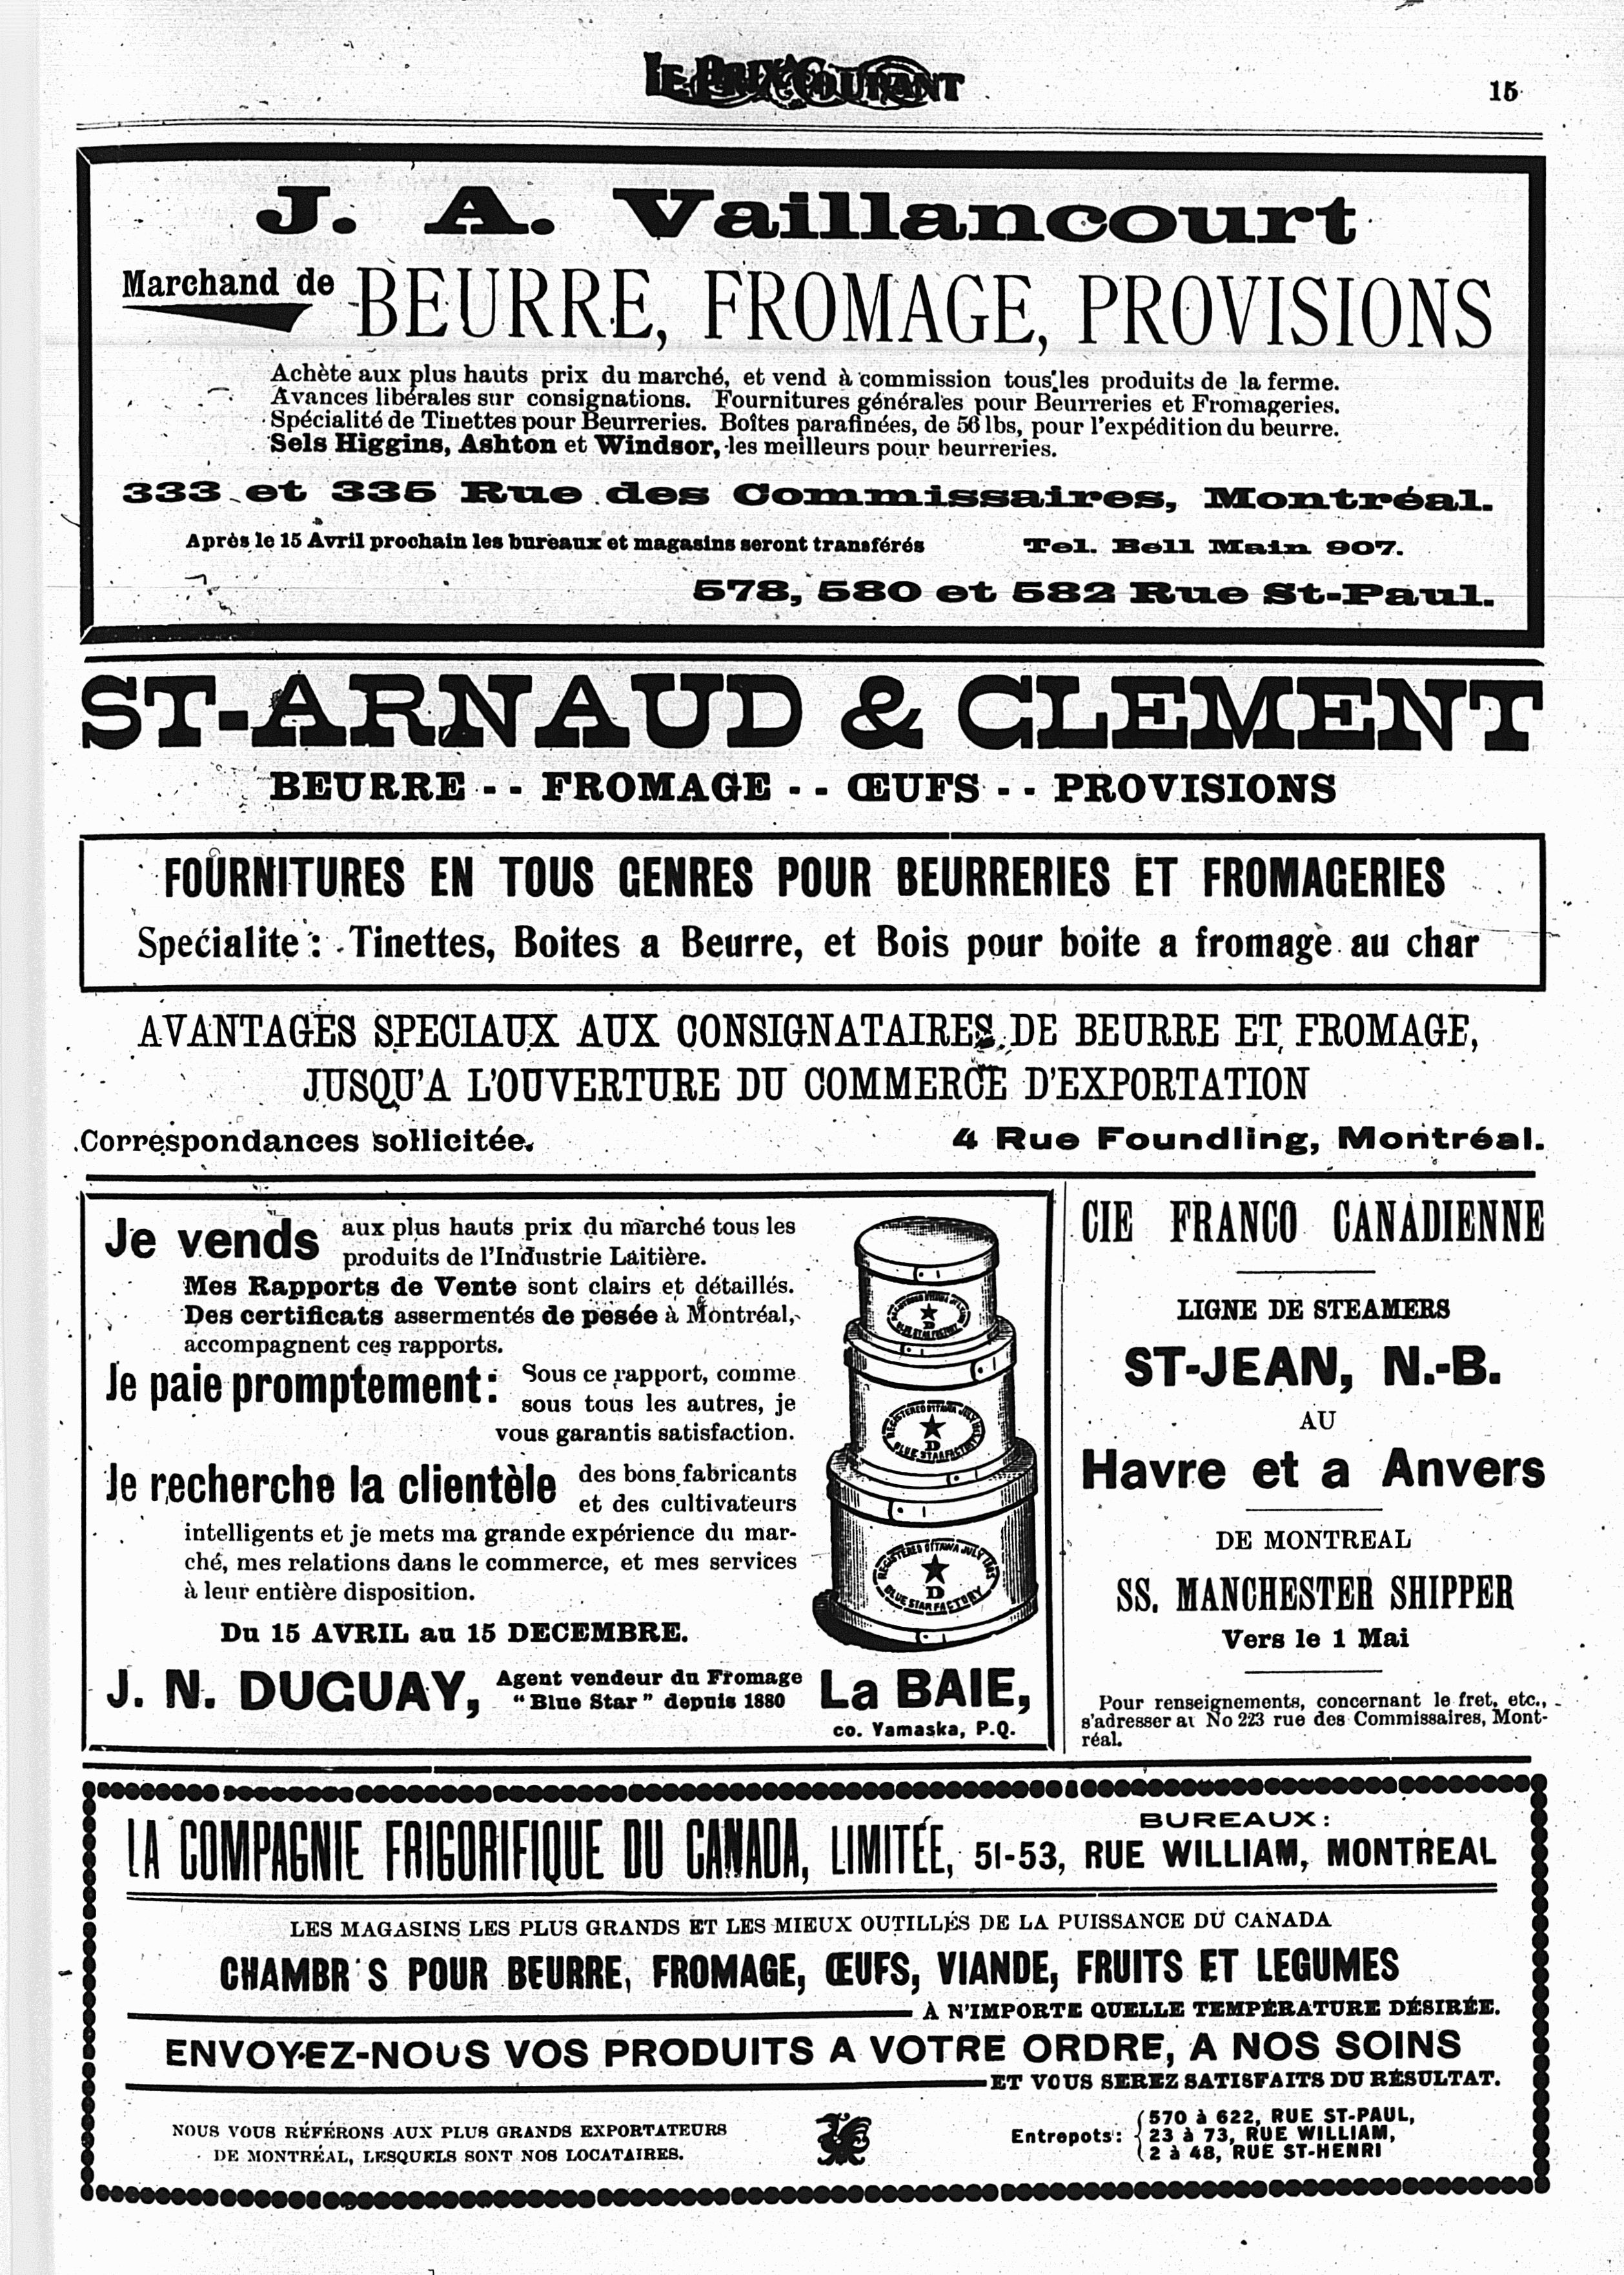 LE PRIX COURANT
15
J. A. Vaillancourt
Marchand de BEURRE, FROMAGE, PROVISIONS
Achète aux plus hauts prix du marché, et vend à commission tous les produits de la ferme.
Avances libérales sur consignations. Fournitures générales pour Beurreries et Fromageries.
Spécialité de Tinettes pour Beurreries. Boîtes parafinées, de 56 lbs, pour l'expédition du beurre.
Sels Higgins, Ashton et Windsor, les meilleurs pour beurreries.
333 et 335 Rue des Commissaires, Montréal.
Après le 15 Avril prochain les bureaux et magasins seront transférés
Tel. Bell Main 907.
578, 580 et 582 Rue St-Paul.
ST-ARNAUD & CLEMENT
BEURRE - - FROMAGE - - ŒUFS - - PROVISIONS
FOURNITURES EN TOUS GENRES POUR BEURRERIES ET FROMAGERIES
Specialite : Tinettes, Boites a Beurre, et Bois pour boite a fromage au char
AVANTAGES SPECIAUX AUX CONSIGNATAIRES DE BEURRE ET FROMAGE,
JUSQU'A L'OUVERTURE DU COMMERCE D'EXPORTATION
Correspondances sollicitée.
4 Rue Foundling, Montréal.
Je vends aux plus hauts prix du marché tous les
produits de l'Industrie Laitière.
Mes Rapports de Vente sont clairs et détaillés.
Des certificats assermentés de pesée à Montréal,
accompagnent ces rapports.
Je paie promptement: Sous ce rapport, comme
sous tous les autres, je
vous garantis satisfaction.
Je recherche la clientèle des bons fabricants
et des cultivateurs
intelligents et je mets ma grande expérience du mar-
ché, mes relations dans le commerce, et mes services
à leur entière disposition.
Du 15 AVRIL au 15 DECEMBRE.
J. N. DUGUAY, Agent vendeur du Fromage
"Blue Star" depuis 1880
La BAIE,
co. Yamaska, P.Q.
★
D
REGISTERED OTTAWA JULY
★
D
BLUE STAR FACTORY
REGISTERED OTTAWA JULY
★
D
BLUE STAR FACTORY
CIE FRANCO CANADIENNE
LIGNE DE STEAMERS
ST-JEAN, N.-B.
AU
Havre et a Anvers
DE MONTREAL
SS. MANCHESTER SHIPPER
Vers le 1 Mai
Pour renseignements, concernant le fret, etc.,
s'adresser au No 223 rue des Commissaires, Mont-
réal.
LA COMPAGNIE FRIGORIFIQUE DU CANADA, LIMITÉE,
BUREAUX:
51-53, RUE WILLIAM, MONTREAL
LES MAGASINS LES PLUS GRANDS ET LES MIEUX OUTILLÉS DE LA PUISSANCE DU CANADA
CHAMBR S POUR BEURRE, FROMAGE, ŒUFS, VIANDE, FRUITS ET LEGUMES
À N'IMPORTE QUELLE TEMPÉRATURE DÉSIRÉE.
ENVOYEZ-NOUS VOS PRODUITS A VOTRE ORDRE, A NOS SOINS
ET VOUS SEREZ SATISFAITS DU RÉSULTAT.
NOUS VOUS RÉFÉRONS AUX PLUS GRANDS EXPORTATEURS
DE MONTRÉAL, LESQUELS SONT NOS LOCATAIRES.
Entrepots: 570 à 622, RUE ST-PAUL,
23 à 73, RUE WILLIAM,
2 à 48, RUE ST-HENRI